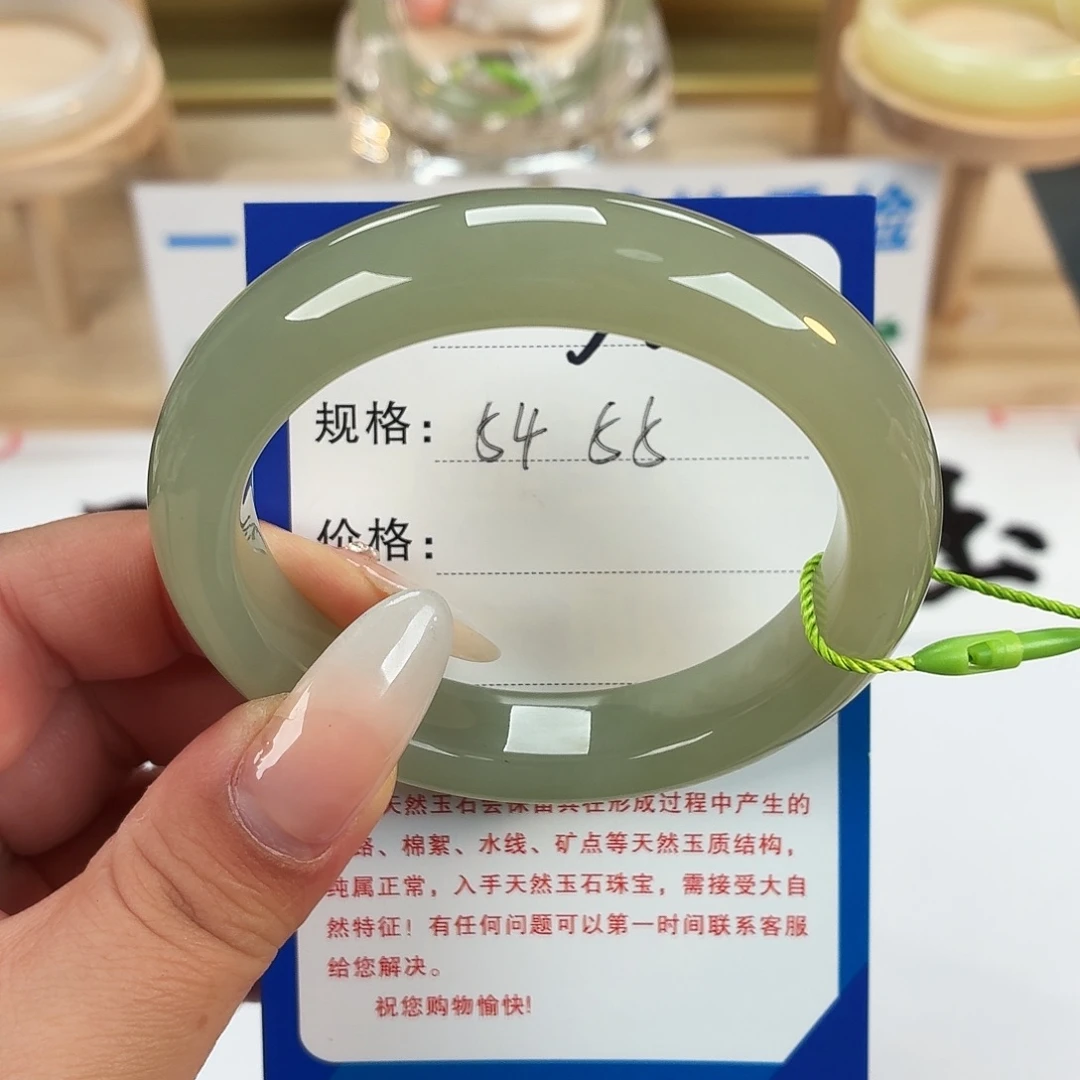 规格: 54 55
价格:
天然玉石会保留其在形成过程中产生的
、棉絮、水线、矿点等天然玉质结构，
纯属正常，入手天然玉石珠宝，需接受大自
然特征！有任何问题可以第一时间联系客服
给您解决。
祝您购物愉快!